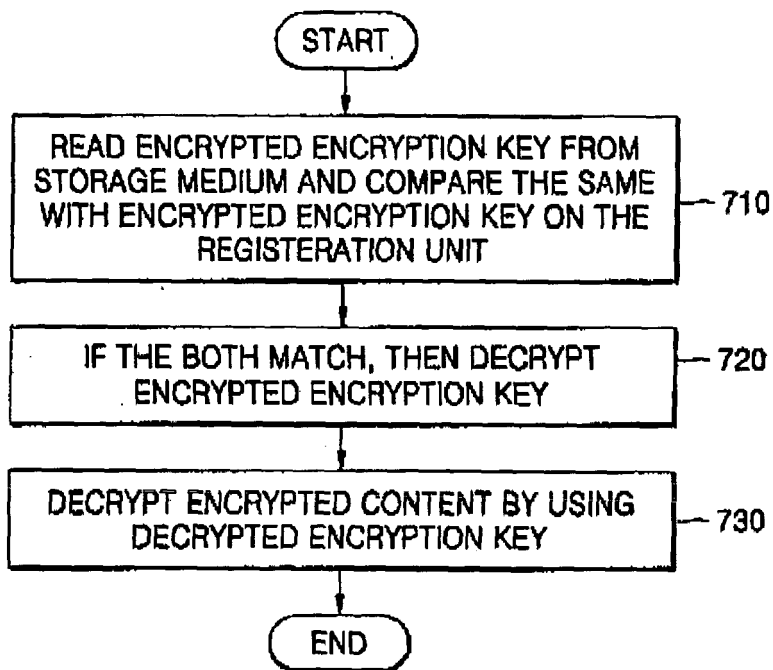 START
READ ENCRYPTED ENCRYPTION KEY FROM
STORAGE MEDIUM AND COMPARE THE SAME
WITH ENCRYPTED ENCRYPTION KEY ON THE
REGISTERATION UNIT
710
IF THE BOTH MATCH, THEN DECRYPT
ENCRYPTED ENCRYPTION KEY
720
DECRYPT ENCRYPTED CONTENT BY USING
DECRYPTED ENCRYPTION KEY
730
END